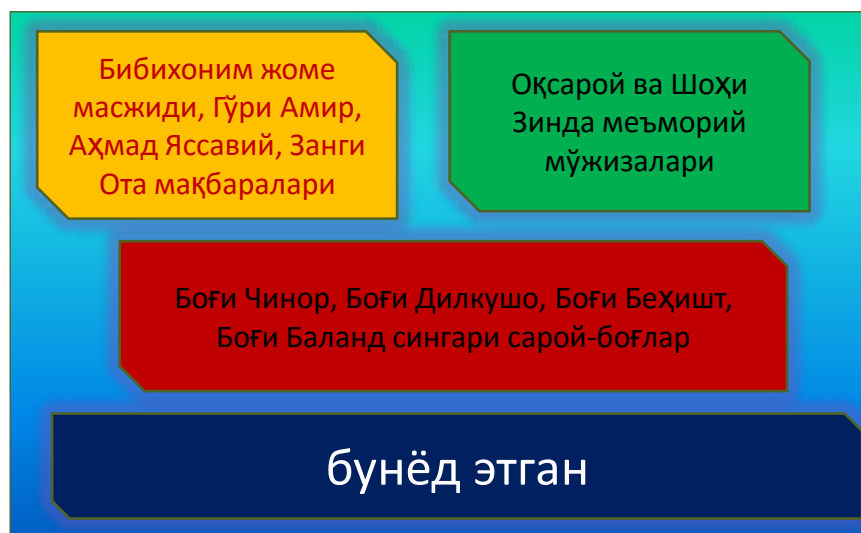 Бибихоним жоме
масжиди, Гўри Амир,
Аҳмад Яссавий, Занги
Ота мақбаралари
Оқсарой ва Шоҳи
Зинда меъморий
мўжизалари
Боғи Чинор, Боғи Дилкушо, Боғи Беҳишт,
Боғи Баланд сингари сарой-боғлар
бунёд этган